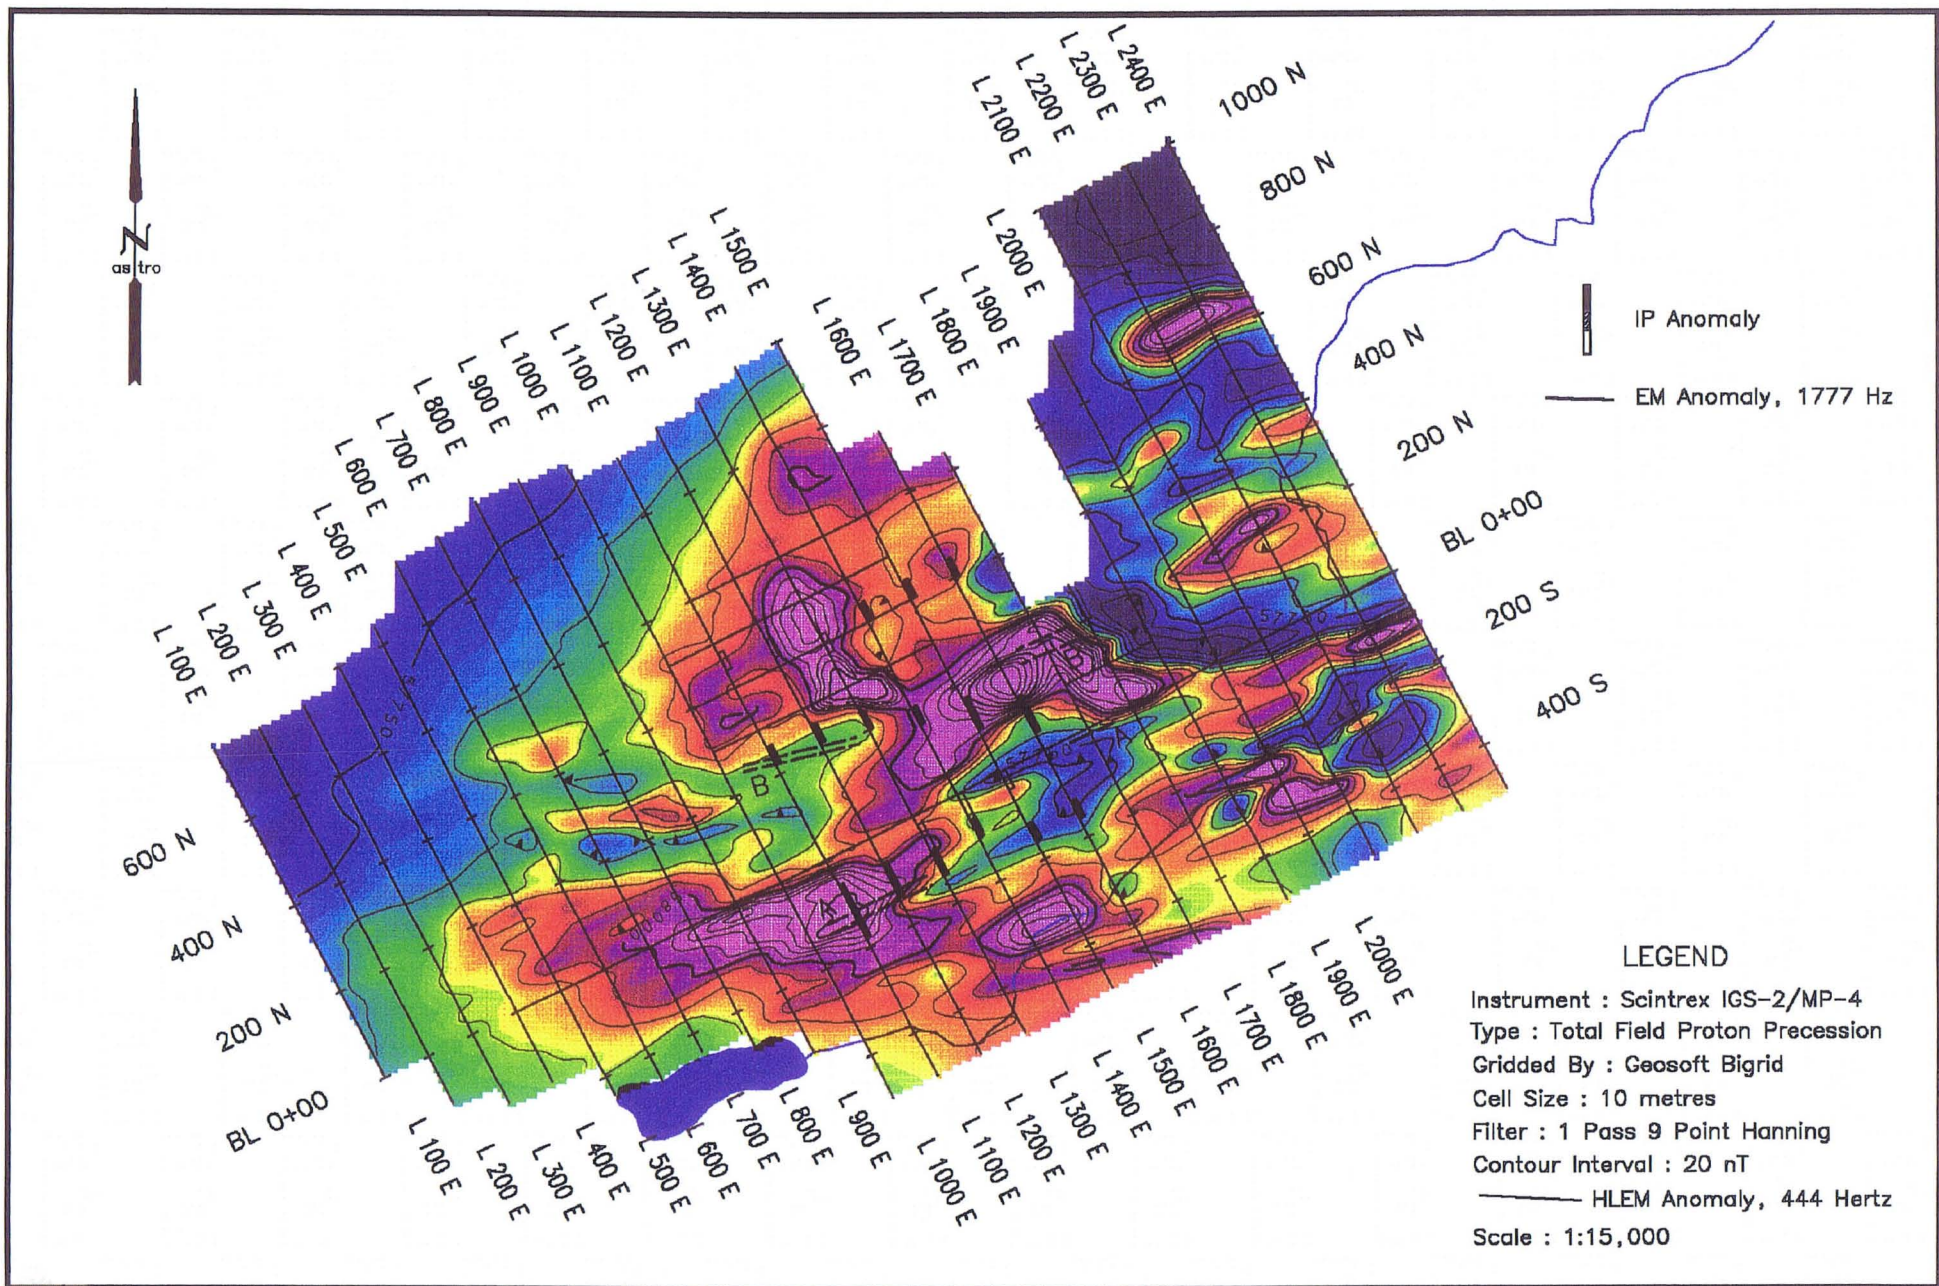 L 2400 E
L 2300 E
L 2200 E
L 2100 E
1000 N
800 N
600 N
400 N
200 N
BL 0+00
200 S
400 S
L 2000 E
L 1900 E
L 1800 E
L 1700 E
L 1600 E
L 1500 E
L 1400 E
L 1300 E
L 1200 E
L 1100 E
L 1000 E
L 900 E
L 800 E
L 700 E
L 600 E
L 500 E
L 400 E
L 300 E
L 200 E
L 100 E
N
as tro
IP Anomaly
EM Anomaly, 1777 Hz
57750
B
B
A
600 N
400 N
200 N
BL 0+00
L 100 E
L 200 E
L 300 E
L 400 E
L 500 E
L 600 E
L 700 E
L 800 E
L 900 E
L 1000 E
L 1100 E
L 1200 E
L 1300 E
L 1400 E
L 1500 E
L 1600 E
L 1700 E
L 1800 E
L 1900 E
L 2000 E
LEGEND
Instrument : Scintrex IGS-2/MP-4
Type : Total Field Proton Precession
Gridded By : Geosoft Bigrid
Cell Size : 10 metres
Filter : 1 Pass 9 Point Hanning
Contour Interval : 20 nT
HLEM Anomaly, 444 Hertz
Scale : 1:15,000